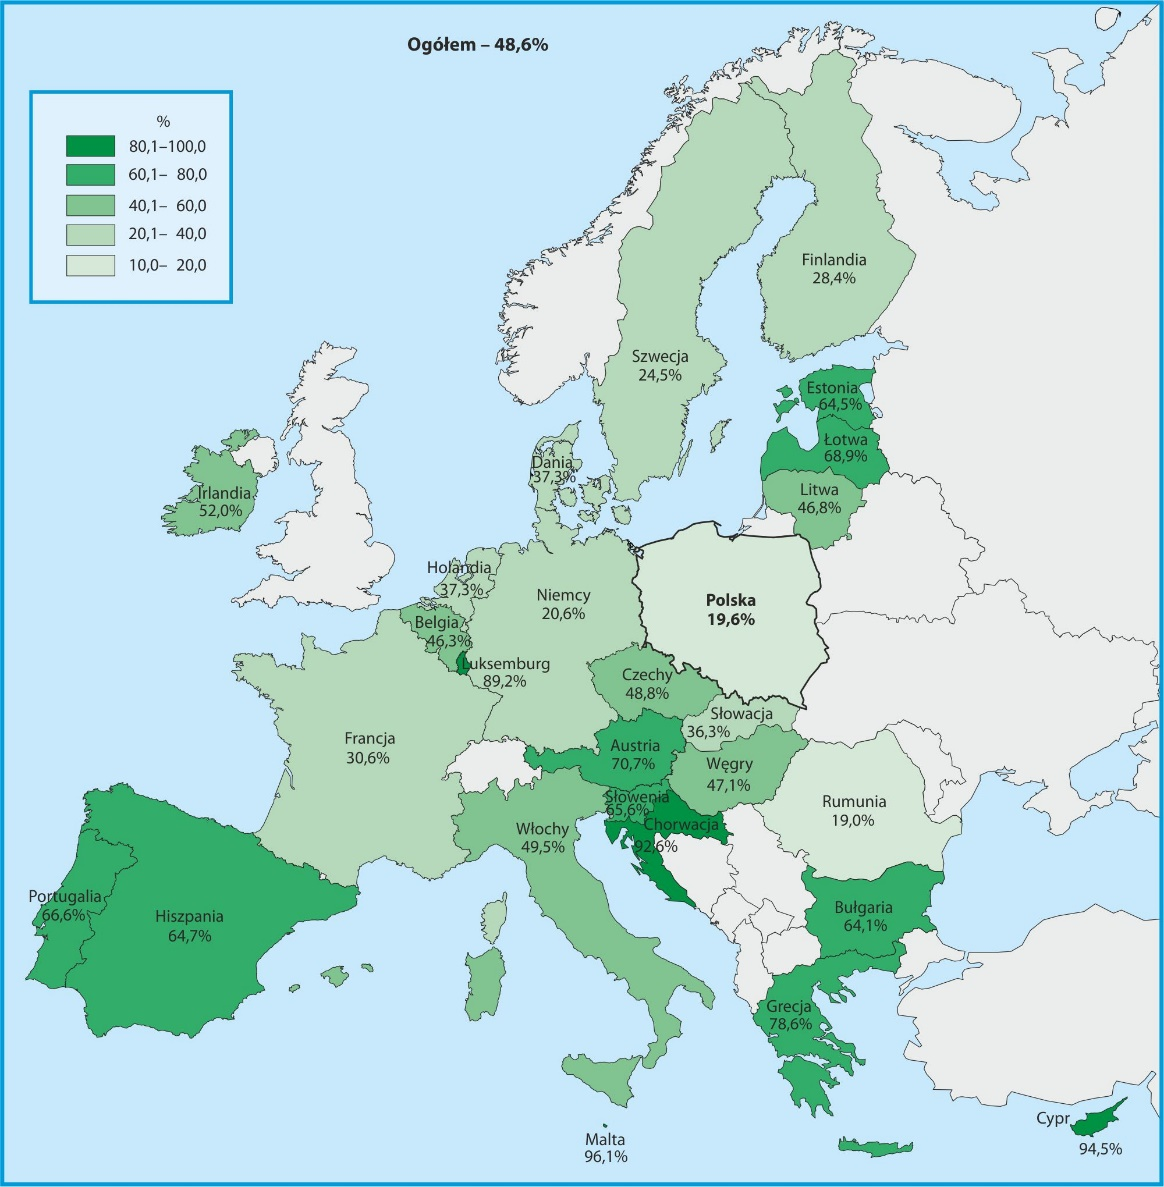 Ogółem – 48,6%
%
80,1–100,0
60,1– 80,0
40,1– 60,0
20,1– 40,0
10,0– 20,0
Finlandia
28,4%
Szwecja
24,5%
Estonia
64,5%
Łotwa
68,9%
Litwa
46,8%
Dania
37,3%
Irlandia
52,0%
Holandia
37,3%
Niemcy
20,6%
Polska
19,6%
Belgia
46,3%
Luksemburg
89,2%
Czechy
48,8%
Słowacja
36,3%
Francja
30,6%
Austria
70,7%
Węgry
47,1%
Słowenia
65,6%
Rumunia
19,0%
Chorwacja
92,6%
Włochy
49,5%
Portugalia
66,6%
Hiszpania
64,7%
Bułgaria
64,1%
Grecja
78,6%
Malta
96,1%
Cypr
94,5%